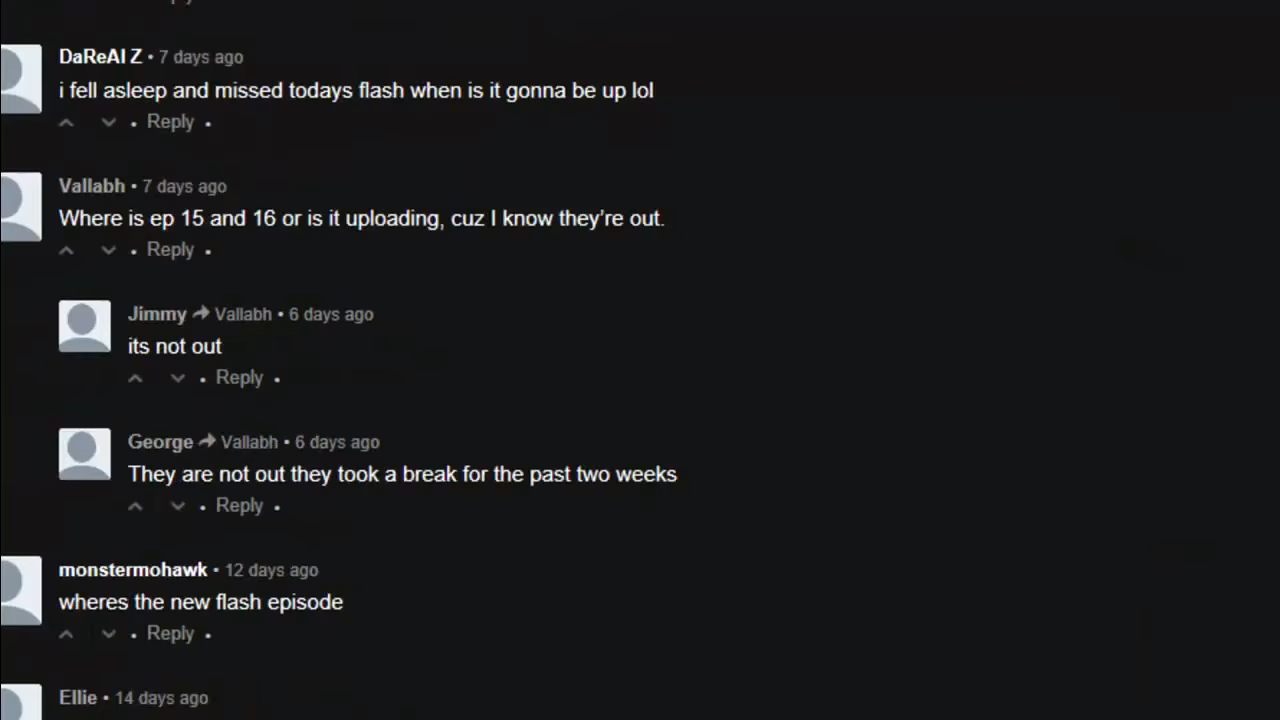 DaReAl Z • 7 days ago
i fell asleep and missed todays flash when is it gonna be up lol
• Reply •
Vallabh • 7 days ago
Where is ep 15 and 16 or is it uploading, cuz I know they’re out.
• Reply •
Jimmy Vallabh • 6 days ago
its not out
• Reply •
George Vallabh • 6 days ago
They are not out they took a break for the past two weeks
• Reply •
monstermohawk • 12 days ago
wheres the new flash episode
• Reply •
Ellie • 14 days ago